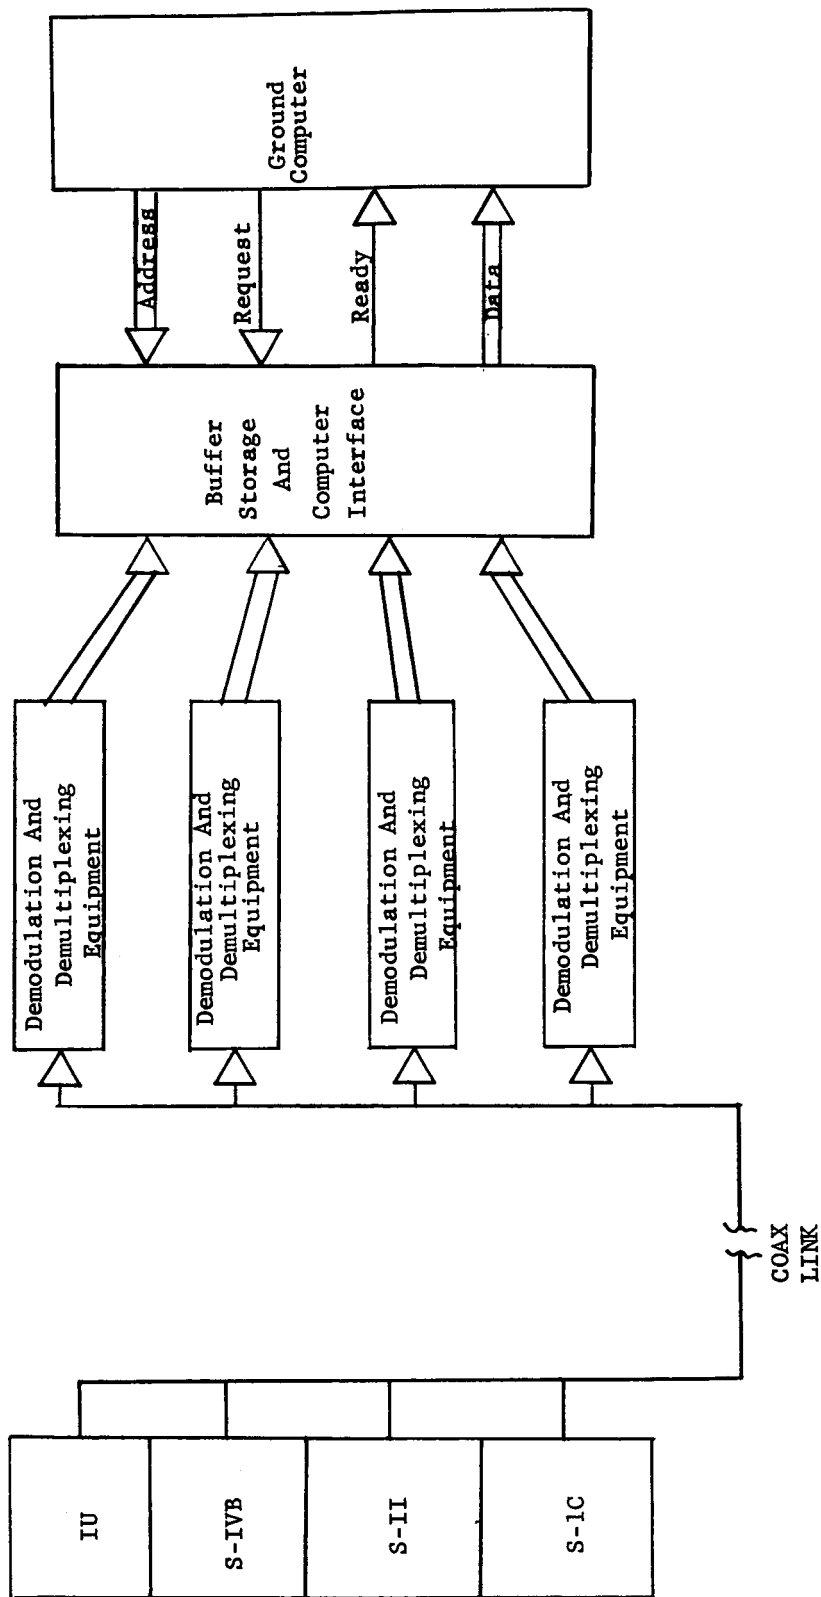 IU
S-IVB
S-II
S-1C
COAX
LINK
Demodulation And
Demultiplexing
Equipment
Demodulation And
Demultiplexing
Equipment
Demodulation And
Demultiplexing
Equipment
Demodulation And
Demultiplexing
Equipment
Buffer
Storage
And
Computer
Interface
Address
Request
Ready
Data
Ground
Computer